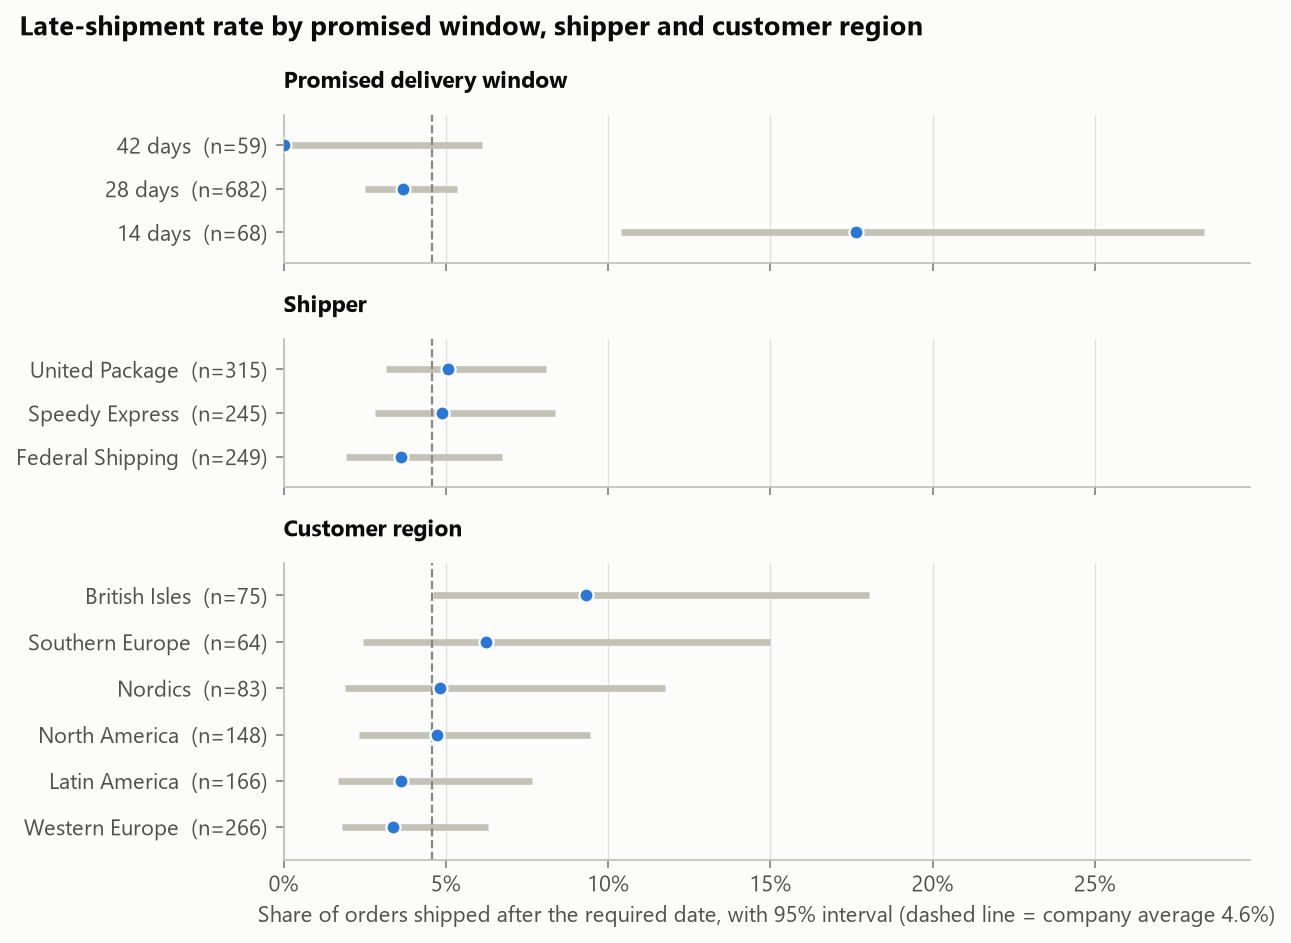 Late-shipment rate by promised window, shipper and customer region
Promised delivery window
42 days (n=59)
28 days (n=682)
14 days (n=68)
Shipper
United Package (n=315)
Speedy Express (n=245)
Federal Shipping (n=249)
Customer region
British Isles (n=75)
Southern Europe (n=64)
Nordics (n=83)
North America (n=148)
Latin America (n=166)
Western Europe (n=266)
0% 5% 10% 15% 20% 25%
Share of orders shipped after the required date, with 95% interval (dashed line = company average 4.6%)